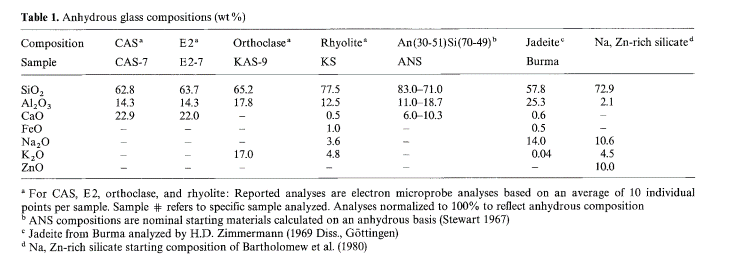 Table 1. Anhydrous glass compositions (wt %)
Composition CASᵃ E2ᵃ Orthoclaseᵃ Rhyoliteᵃ An(30-51)Si(70-49)ᵇ Jadeiteᶜ Na, Zn-rich silicateᵈ
Sample CAS-7 E2-7 KAS-9 KS ANS Burma
SiO₂ 62.8 63.7 65.2 77.5 83.0–71.0 57.8 72.9
Al₂O₃ 14.3 14.3 17.8 12.5 11.0–18.7 25.3 2.1
CaO 22.9 22.0 – 0.5 6.0–10.3 0.6 –
FeO – – – 1.0 – 0.5 –
Na₂O – – – 3.6 – 14.0 10.6
K₂O – – 17.0 4.8 – 0.04 4.5
ZnO – – – – – – 10.0
ᵃ For CAS, E2, orthoclase, and rhyolite: Reported analyses are electron microprobe analyses based on an average of 10 individual
points per sample. Sample # refers to specific sample analyzed. Analyses normalized to 100% to reflect anhydrous composition
ᵇ ANS compositions are nominal starting materials calculated on an anhydrous basis (Stewart 1967)
ᶜ Jadeite from Burma analyzed by H.D. Zimmermann (1969 Diss., Göttingen)
ᵈ Na, Zn-rich silicate starting composition of Bartholomew et al. (1980)